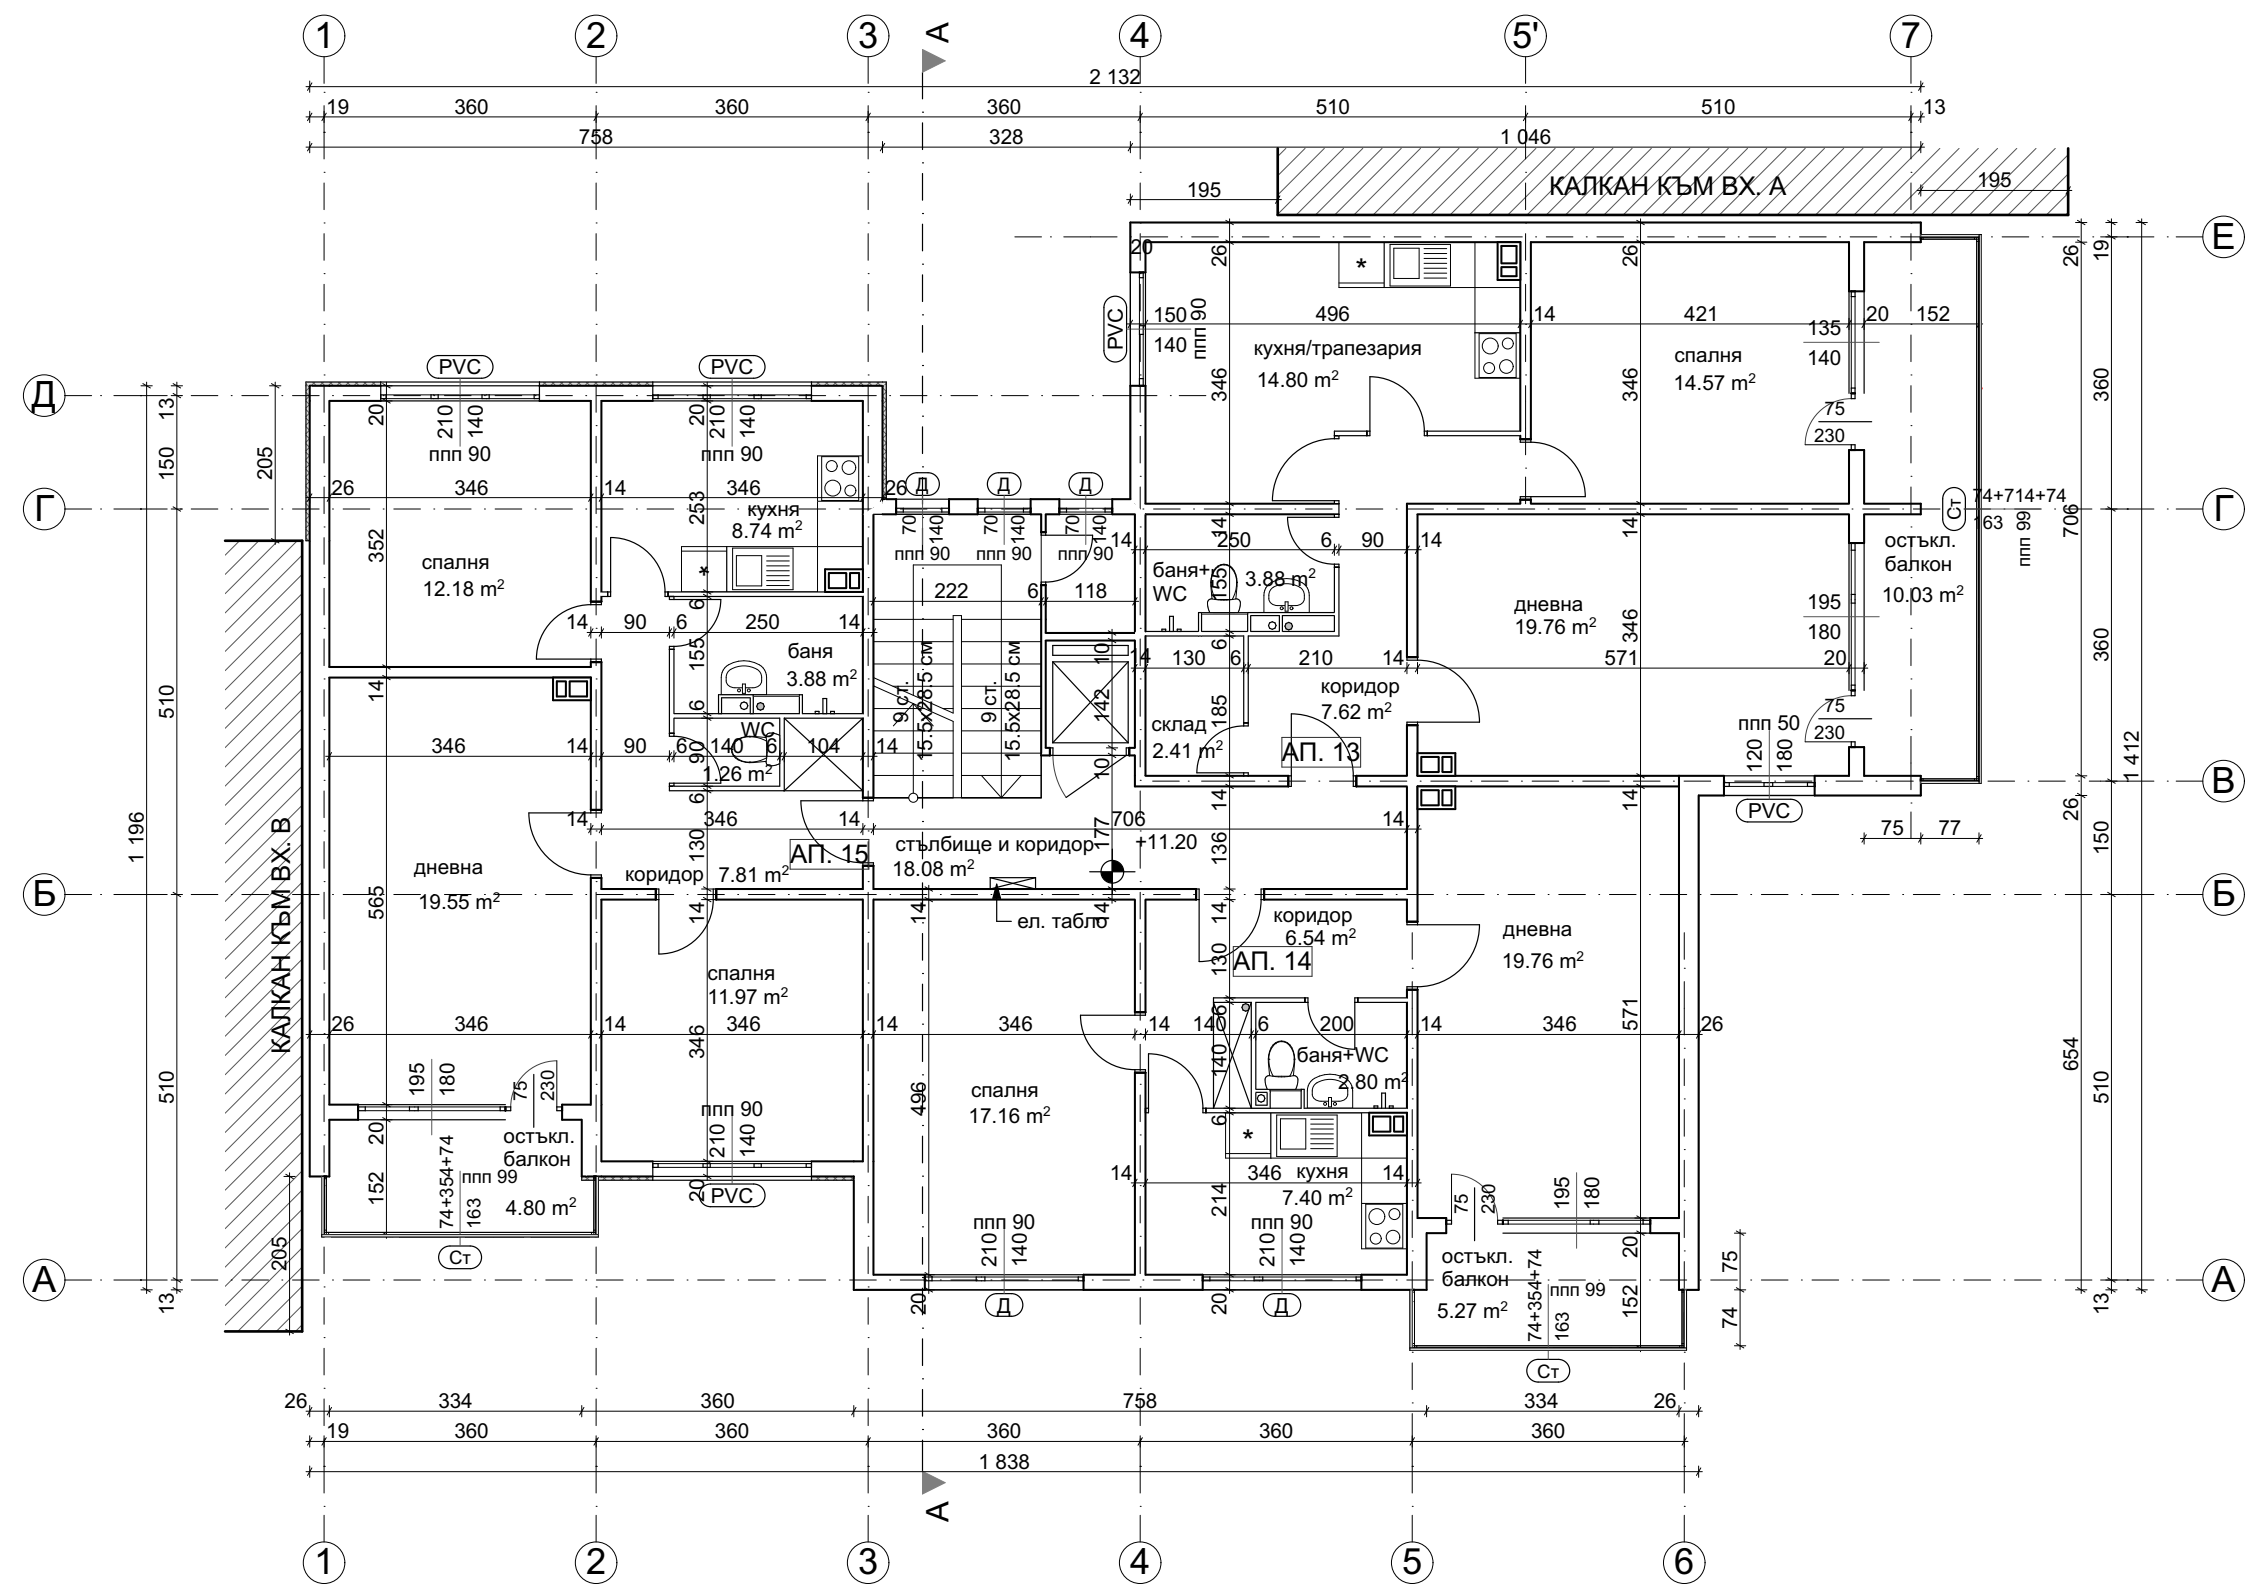 1 2 3 A 4 5' 7
2 132
19 360 360 360 510 510 13
758 328 1 046
КАЛКАН КЪМ ВХ. А
195 195
Е
26 19
20 26 26
PVC 150 140 ппп 90
496 14 421 20 152
135 140
кухня/трапезария
14.80 m²
спалня
14.57 m²
346 346 360
75 230
PVC PVC
Д
13 20 210 140 20 210 140
ппп 90 ппп 90
150 205
26 346 14 346 26
Д Д Д
Г Г
253 кухня
8.74 m²
70 140 70 140 70 140
ппп 90 ппп 90 ппп 90
14 14 14
250 6 90 14
Ст 74+714+74
163 ппп 99
706
352
спалня
12.18 m²
остъкл.
балкон
10.03 m²
баня+
WC
155 3.88 m²
222 6 118
дневна
19.76 m²
346
195 180
6
14 90 6 250 14
155 баня
3.88 m²
10 14 130 6 210 14 571 20
6
360
14
9 ст.
15.5x28.5 см
9 ст.
15.5x28.5 см
142
коридор
7.62 m²
185
склад
2.41 m²
АП. 13
75 230
ппп 50
120 180
510
6 WC
346 14 90 6 140 6 104 14
90
1.26 m²
6
10
1 412
В
PVC
14 14 26
14 346 14 706 14
75 77
150
1 196
130 177 136
АП. 15
стълбище и коридор +11.20
18.08 m²
дневна
19.55 m²
коридор 7.81 m²
Б Б
КАЛКАН КЪМ ВХ. В
565
14 14 14 14
ел. табло
коридор
6.54 m²
130
АП. 14
дневна
19.76 m²
спалня
11.97 m²
26 346 14 346 14 346 14 140 6 200 14 346 26
6
571
346
140
баня+WC
2.80 m²
654
510
195 180 75 230
496
спалня
17.16 m²
ппп 90
210 140
6
510
20
остъкл.
балкон
4.80 m²
152
74+354+74
163 ппп 99
20
PVC
14 346 14
кухня
7.40 m²
214
75 230 195 180
ппп 90
210 140
ппп 90
210 140
205
Ст
20
остъкл.
балкон
5.27 m²
74+354+74
163 ппп 99
152
75
74
А А
13 20 20 13
Д Д
Ст
26 334 360 758 334 26
19 360 360 360 360 360
1 838
A
1 2 3 4 5 6